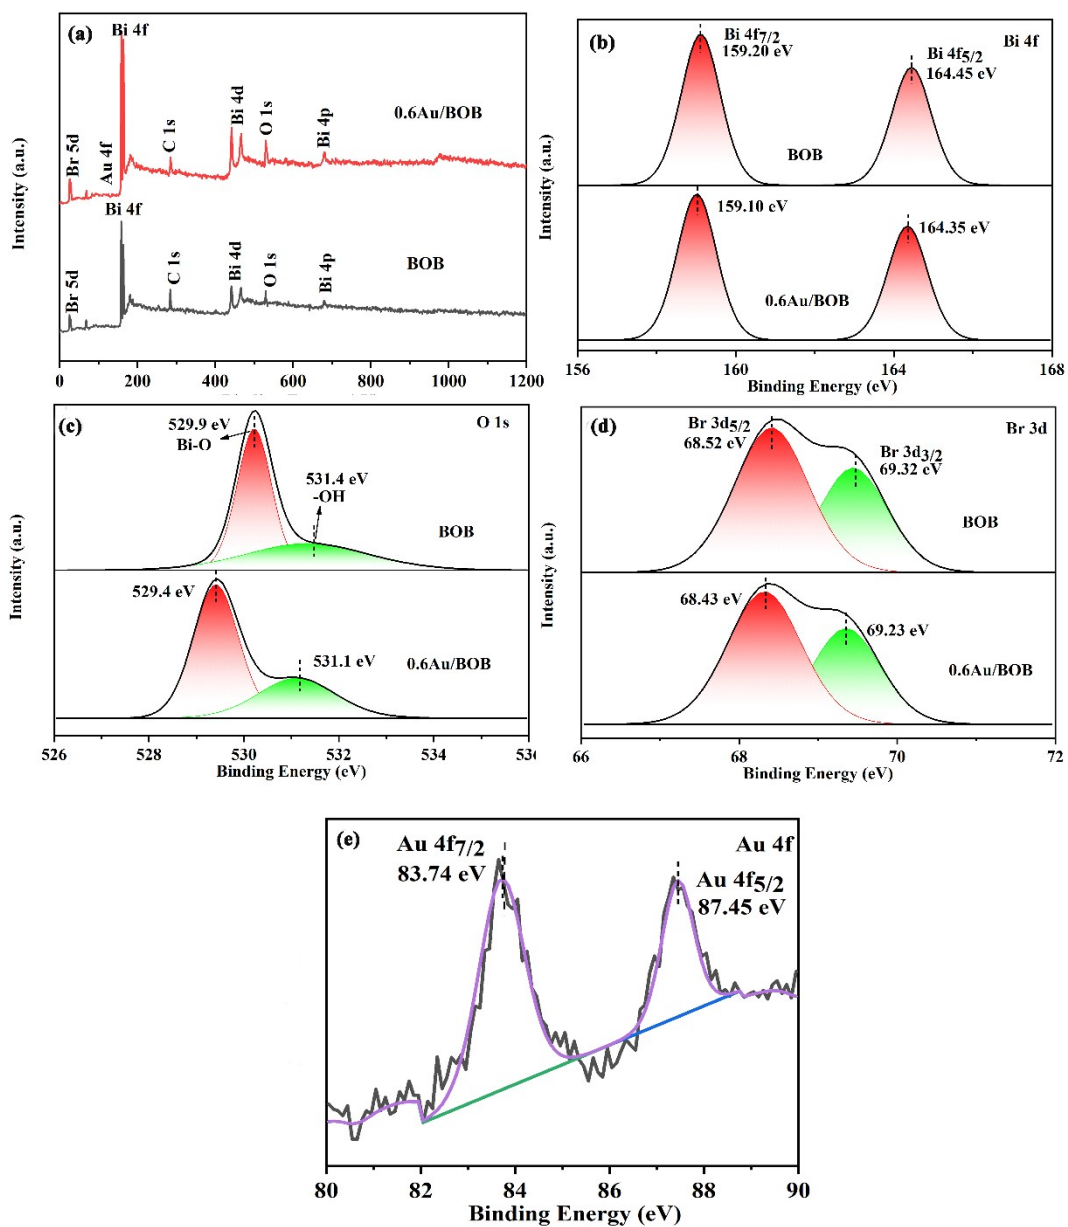 (a)
Bi 4f
Br 5d
Au 4f
C 1s
Bi 4d
O 1s
Bi 4p
0.6Au/BOB
Bi 4f
Br 5d
C 1s
Bi 4d
O 1s
Bi 4p
BOB
Intensity (a.u.)
0 200 400 600 800 1000 1200
(b)
Bi 4f7/2
159.20 eV
Bi 4f5/2
164.45 eV
Bi 4f
BOB
159.10 eV
164.35 eV
0.6Au/BOB
Intensity (a.u.)
156 160 164 168
Binding Energy (eV)
(c)
529.9 eV
Bi-O
O 1s
531.4 eV
-OH
BOB
529.4 eV
531.1 eV
0.6Au/BOB
Intensity (a.u.)
526 528 530 532 534 536
Binding Energy (eV)
(d)
Br 3d5/2
68.52 eV
Br 3d
Br 3d3/2
69.32 eV
BOB
68.43 eV
69.23 eV
0.6Au/BOB
Intensity (a.u.)
66 68 70 72
Binding Energy (eV)
(e)
Au 4f7/2
83.74 eV
Au 4f
Au 4f5/2
87.45 eV
Intensity (a.u.)
80 82 84 86 88 90
Binding Energy (eV)